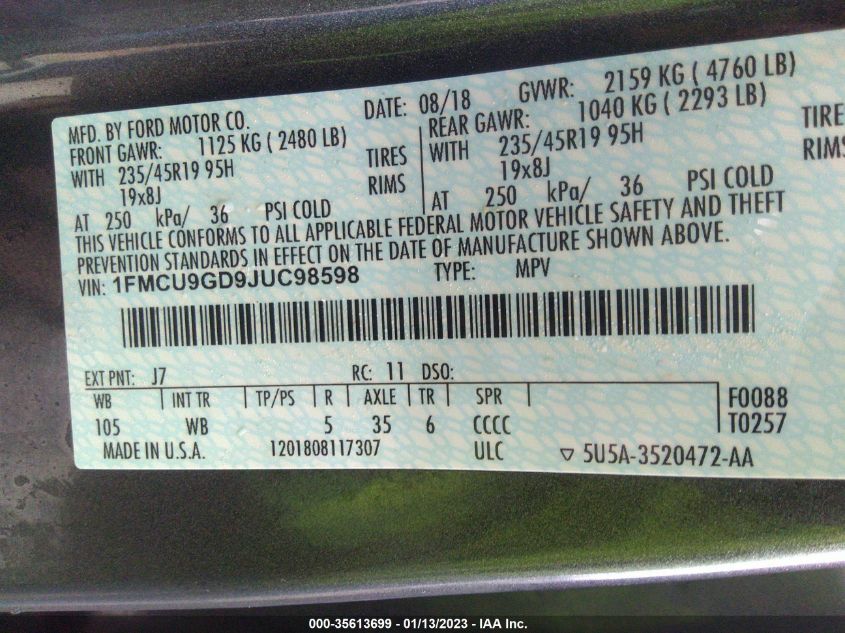 MFD. BY FORD MOTOR CO. DATE: 08/18 GVWR: 2159 KG ( 4760 LB)
FRONT GAWR: 1125 KG ( 2480 LB) REAR GAWR: 1040 KG ( 2293 LB)
WITH 235/45R19 95H TIRES WITH 235/45R19 95H TIRE
19x8J RIMS 19x8J RIMS
AT 250 kPa/ 36 PSI COLD AT 250 kPa/ 36 PSI COLD
THIS VEHICLE CONFORMS TO ALL APPLICABLE FEDERAL MOTOR VEHICLE SAFETY AND THEFT
PREVENTION STANDARDS IN EFFECT ON THE DATE OF MANUFACTURE SHOWN ABOVE.
VIN: 1FMCU9GD9JUC98598 TYPE: MPV
EXT PNT: J7 RC: 11 DSO:
WB INT TR TP/PS R AXLE TR SPR F0088
105 WB 5 35 6 CCCC T0257
MADE IN U.S.A. 1201808117307 ULC ▽ 5U5A-3520472-AA
000-35613699 - 01/13/2023 - IAA Inc.